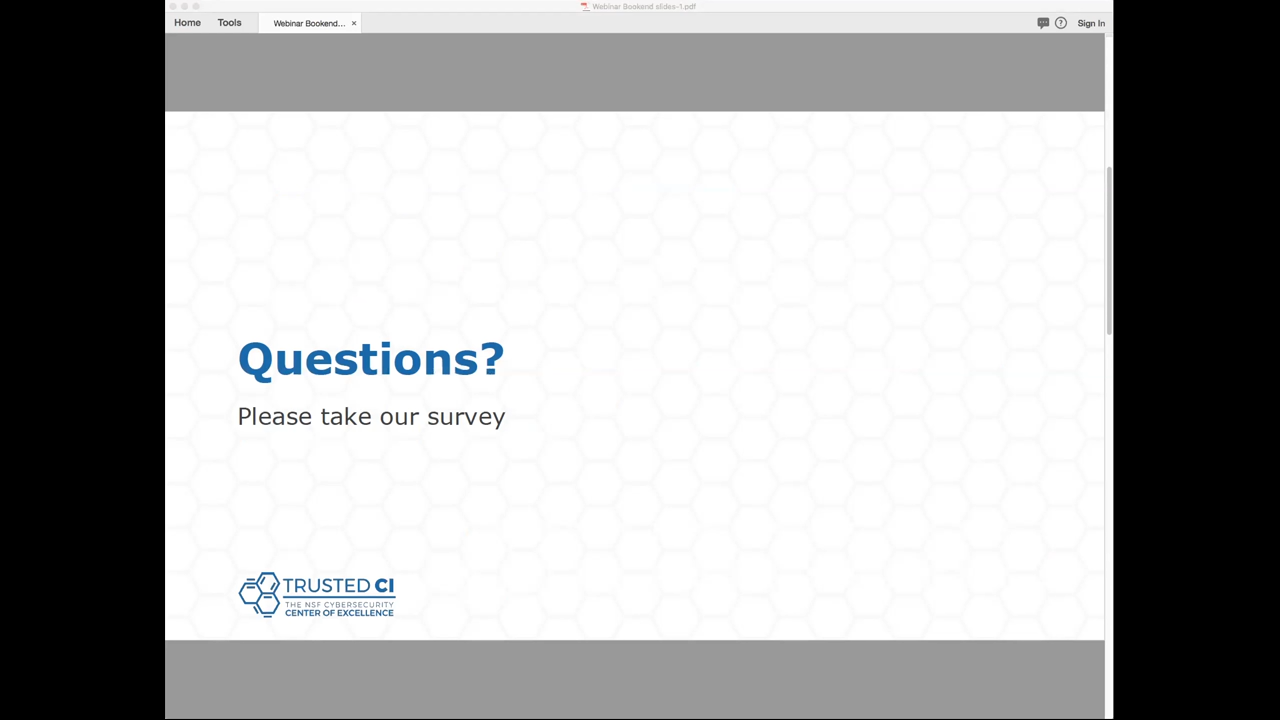 Webinar Bookend slides-1.pdf
Home Tools Webinar Bookend... × ? Sign In
Questions?
Please take our survey
TRUSTED CI
THE NSF CYBERSECURITY
CENTER OF EXCELLENCE